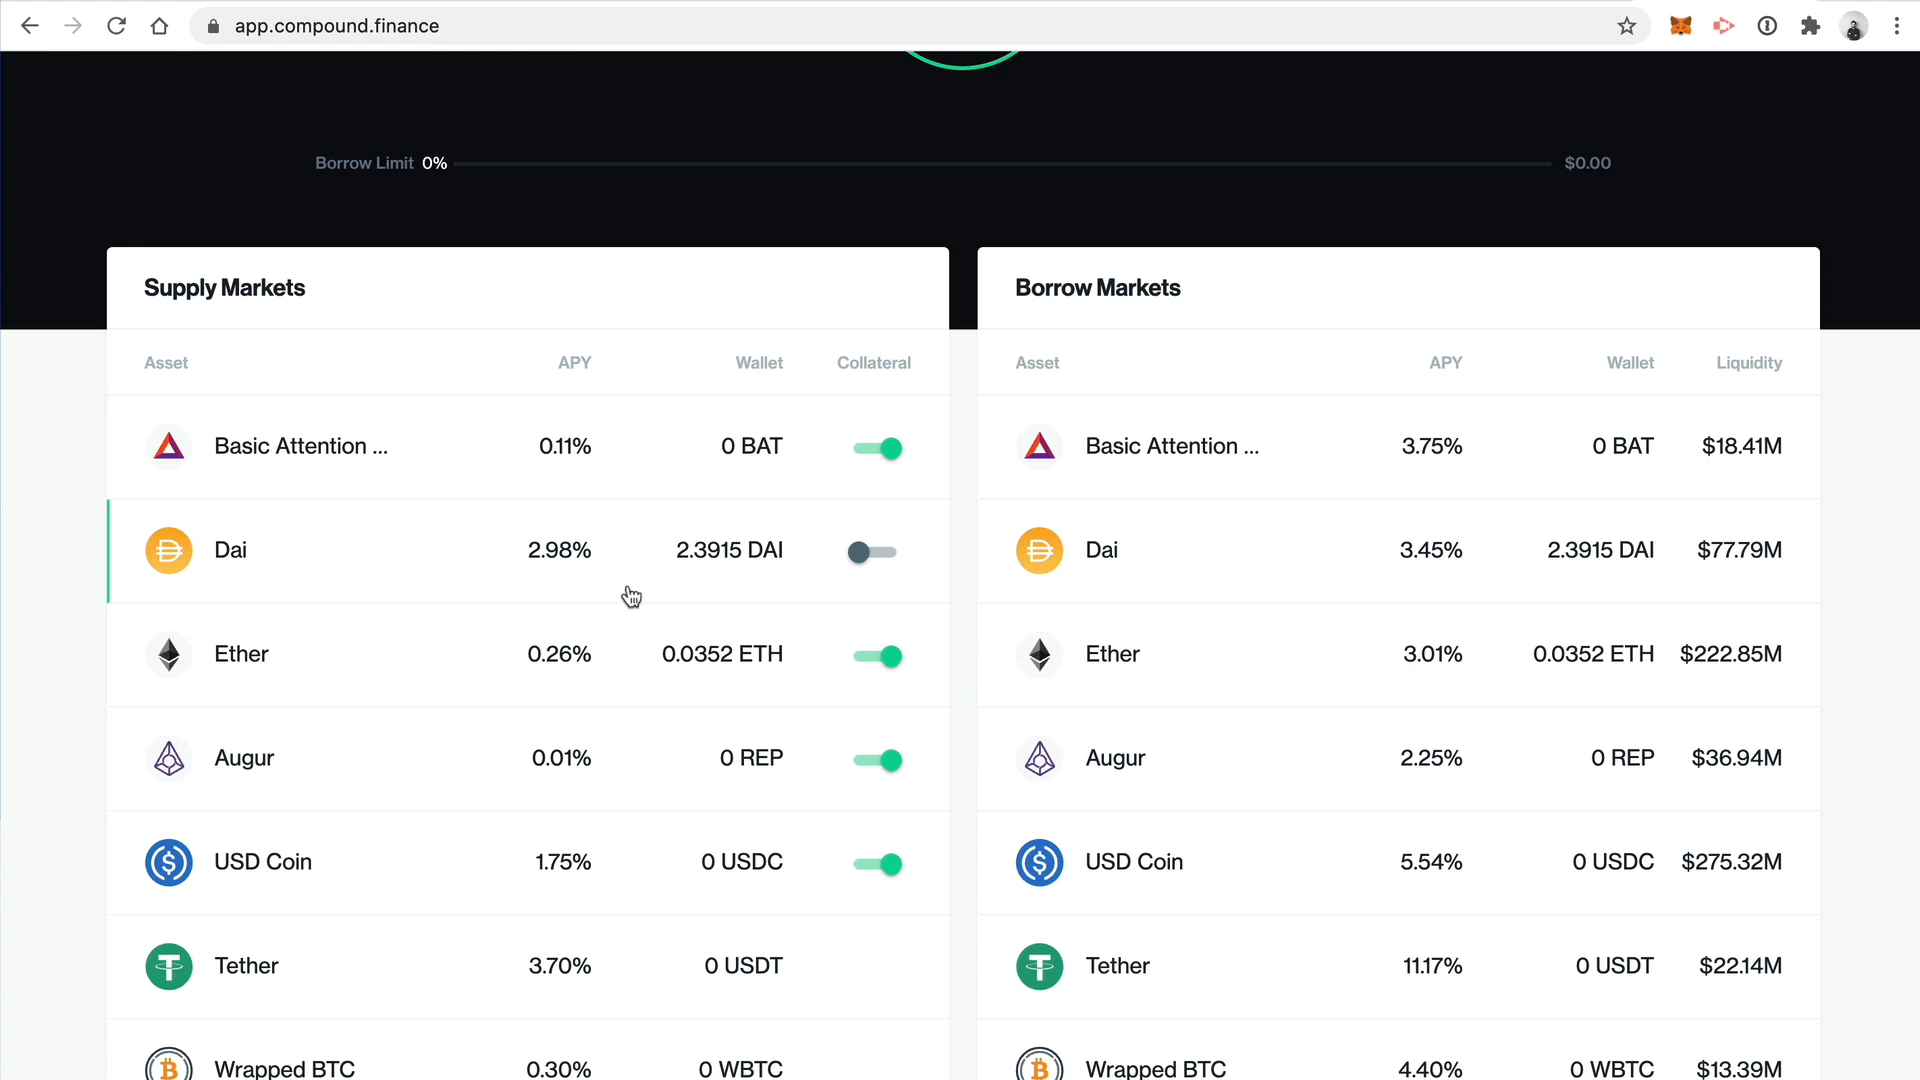 app.compound.finance
Borrow Limit 0% $0.00
Supply Markets
Asset APY Wallet Collateral
Basic Attention ... 0.11% 0 BAT
Dai 2.98% 2.3915 DAI
Ether 0.26% 0.0352 ETH
Augur 0.01% 0 REP
USD Coin 1.75% 0 USDC
Tether 3.70% 0 USDT
Wrapped BTC 0.30% 0 WBTC
Borrow Markets
Asset APY Wallet Liquidity
Basic Attention ... 3.75% 0 BAT $18.41M
Dai 3.45% 2.3915 DAI $77.79M
Ether 3.01% 0.0352 ETH $222.85M
Augur 2.25% 0 REP $36.94M
USD Coin 5.54% 0 USDC $275.32M
Tether 11.17% 0 USDT $22.14M
Wrapped BTC 4.40% 0 WBTC $13.39M